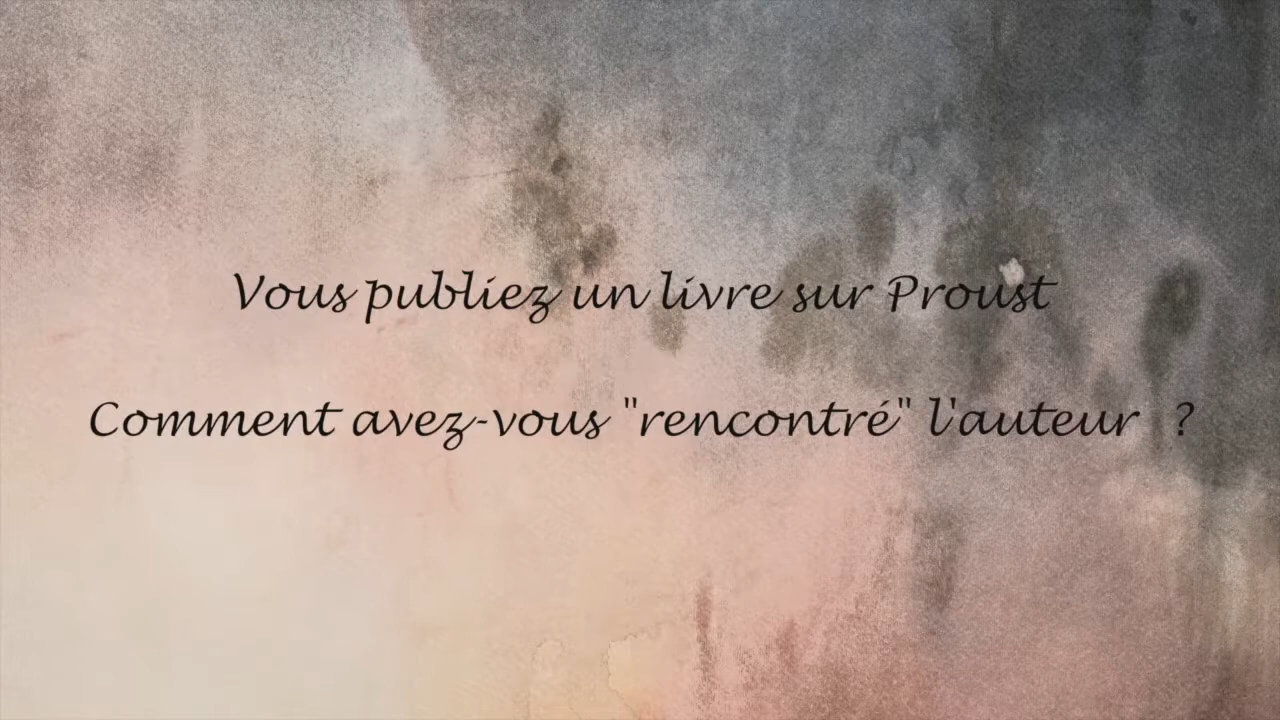 Vous publiez un livre sur Proust
Comment avez-vous "rencontré" l'auteur ?